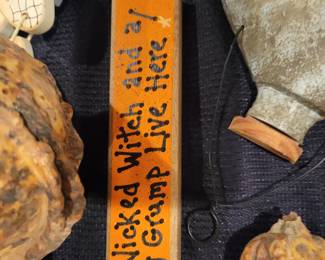 Wicked Witch and a
Grump Live Here!